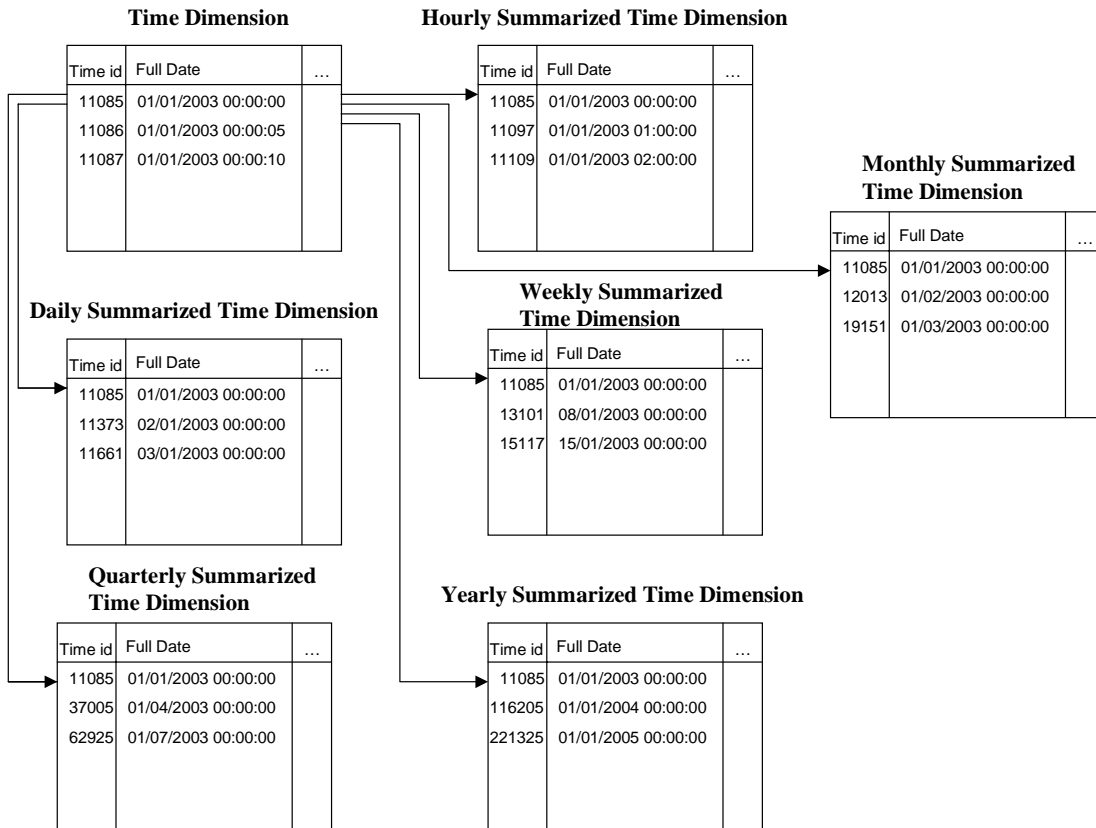 Time Dimension
Time id Full Date …
11085 01/01/2003 00:00:00
11086 01/01/2003 00:00:05
11087 01/01/2003 00:00:10
Hourly Summarized Time Dimension
Time id Full Date …
11085 01/01/2003 00:00:00
11097 01/01/2003 01:00:00
11109 01/01/2003 02:00:00
Monthly Summarized
Time Dimension
Time id Full Date …
11085 01/01/2003 00:00:00
12013 01/02/2003 00:00:00
19151 01/03/2003 00:00:00
Daily Summarized Time Dimension
Time id Full Date …
11085 01/01/2003 00:00:00
11373 02/01/2003 00:00:00
11661 03/01/2003 00:00:00
Weekly Summarized
Time Dimension
Time id Full Date …
11085 01/01/2003 00:00:00
13101 08/01/2003 00:00:00
15117 15/01/2003 00:00:00
Quarterly Summarized
Time Dimension
Time id Full Date …
11085 01/01/2003 00:00:00
37005 01/04/2003 00:00:00
62925 01/07/2003 00:00:00
Yearly Summarized Time Dimension
Time id Full Date …
11085 01/01/2003 00:00:00
116205 01/01/2004 00:00:00
221325 01/01/2005 00:00:00